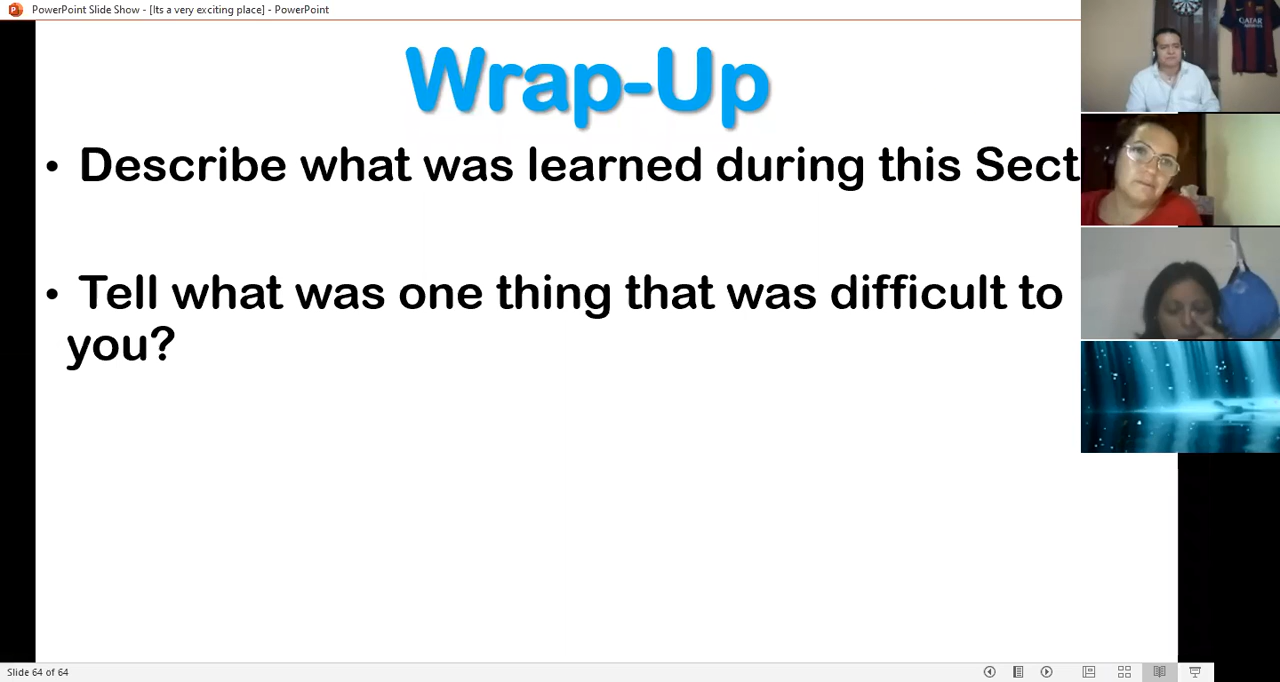 PowerPoint Slide Show - [Its a very exciting place] - PowerPoint
Wrap-Up
• Describe what was learned during this Sect
• Tell what was one thing that was difficult to
you?
QATAR
Slide 64 of 64